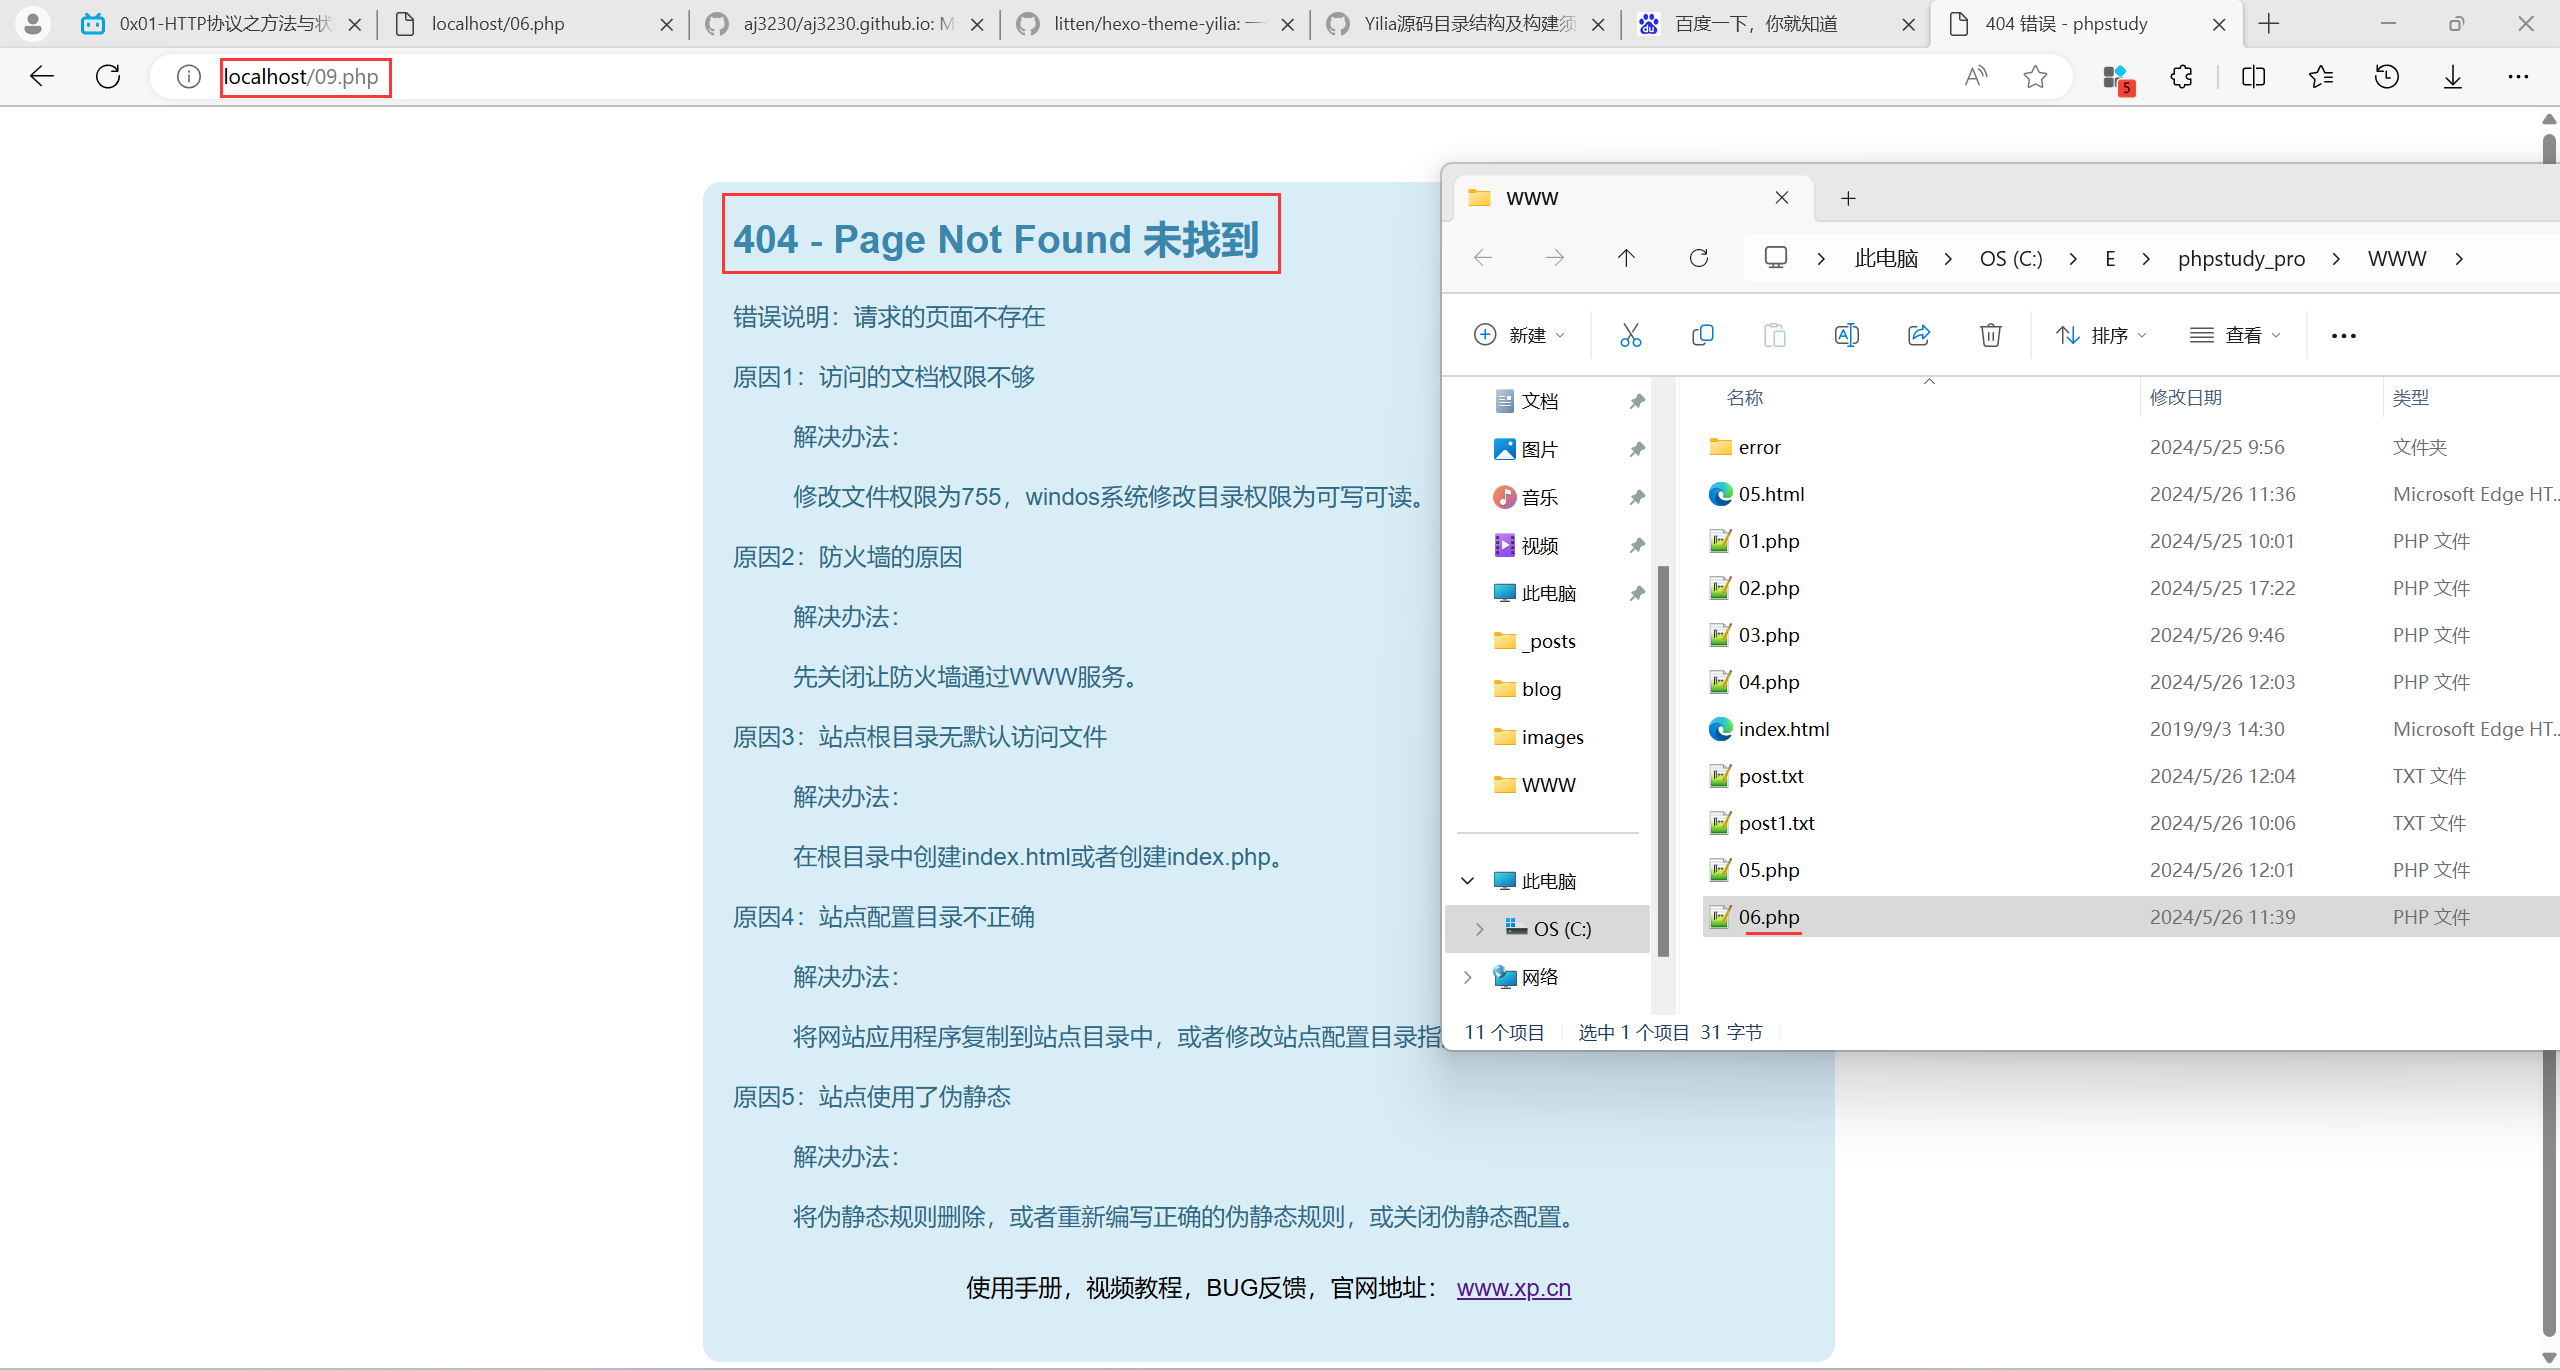 0x01-HTTP协议之方法与状
localhost/06.php
aj3230/aj3230.github.io: M
litten/hexo-theme-yilia: 一
Yilia源码目录结构及构建须
百度一下，你就知道
404 错误 - phpstudy
localhost/09.php
5
404 - Page Not Found 未找到
错误说明：请求的页面不存在
原因1：访问的文档权限不够
解决办法：
修改文件权限为755，windos系统修改目录权限为可写可读。
原因2：防火墙的原因
解决办法：
先关闭让防火墙通过WWW服务。
原因3：站点根目录无默认访问文件
解决办法：
在根目录中创建index.html或者创建index.php。
原因4：站点配置目录不正确
解决办法：
将网站应用程序复制到站点目录中，或者修改站点配置目录指
原因5：站点使用了伪静态
解决办法：
将伪静态规则删除，或者重新编写正确的伪静态规则，或关闭伪静态配置。
使用手册，视频教程，BUG反馈，官网地址： www.xp.cn
WWW
此电脑 > OS (C:) > E > phpstudy_pro > WWW >
新建 排序 查看
文档
图片
音乐
视频
此电脑
_posts
blog
images
WWW
此电脑
OS (C:)
网络
名称 修改日期 类型
error 2024/5/25 9:56 文件夹
05.html 2024/5/26 11:36 Microsoft Edge HT...
01.php 2024/5/25 10:01 PHP 文件
02.php 2024/5/25 17:22 PHP 文件
03.php 2024/5/26 9:46 PHP 文件
04.php 2024/5/26 12:03 PHP 文件
index.html 2019/9/3 14:30 Microsoft Edge HT...
post.txt 2024/5/26 12:04 TXT 文件
post1.txt 2024/5/26 10:06 TXT 文件
05.php 2024/5/26 12:01 PHP 文件
06.php 2024/5/26 11:39 PHP 文件
11 个项目 选中 1 个项目 31 字节